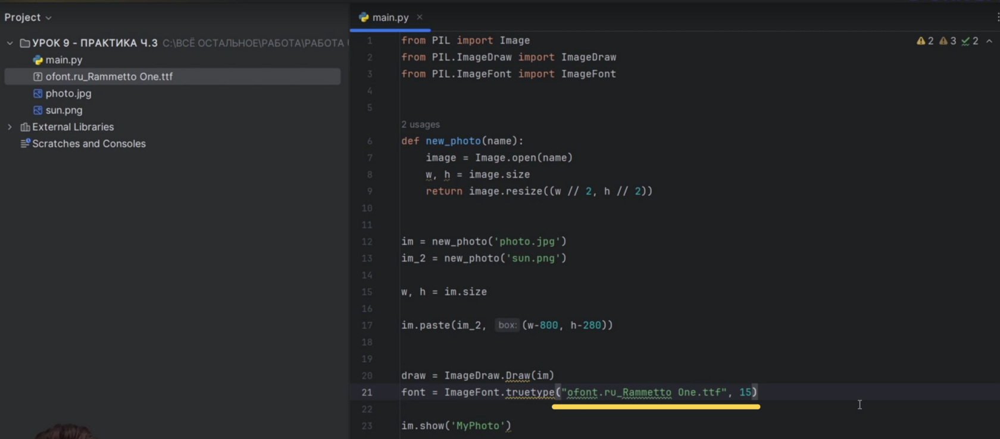 Project
УРОК 9 - ПРАКТИКА Ч.3 C:\ВСЁ ОСТАЛЬНОЕ\РАБОТА\РАБОТА
main.py
ofont.ru_Rammetto One.ttf
photo.jpg
sun.png
External Libraries
Scratches and Consoles
main.py
2 3 2
1 from PIL import Image
2 from PIL.ImageDraw import ImageDraw
3 from PIL.ImageFont import ImageFont
4
5
2 usages
6 def new_photo(name):
7 image = Image.open(name)
8 w, h = image.size
9 return image.resize((w // 2, h // 2))
10
11
12 im = new_photo('photo.jpg')
13 im_2 = new_photo('sun.png')
14
15 w, h = im.size
16
17 im.paste(im_2, box: (w-800, h-280))
18
19
20 draw = ImageDraw.Draw(im)
21 font = ImageFont.truetype("ofont.ru_Rammetto One.ttf", 15)
22
23 im.show('MyPhoto')